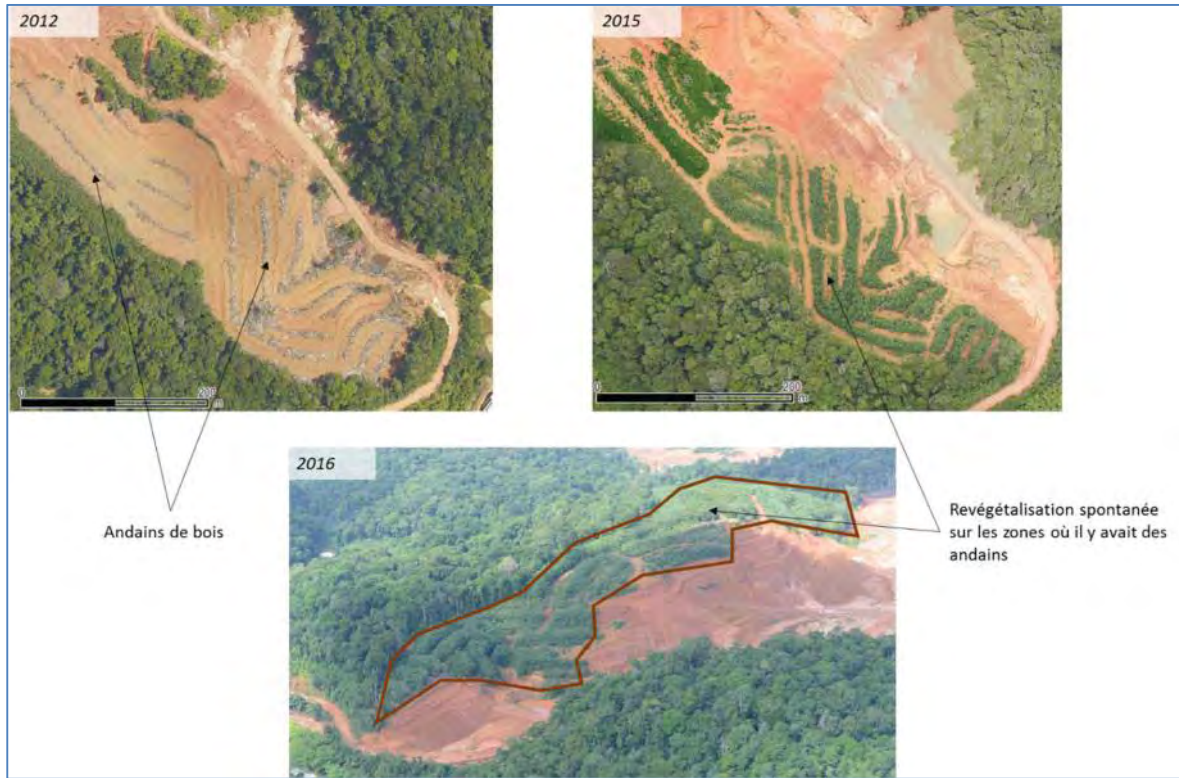 2012
2015
0
200
m
0
200
m
2016
Andains de bois
Revégétalisation spontanée
sur les zones où il y avait des
andains